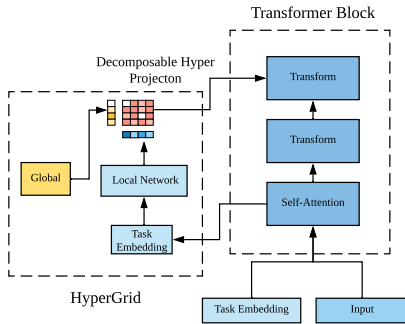 Transformer Block
Decomposable Hyper
Projecton
Transform
Transform
Global
Local Network
Self-Attention
Task
Embedding
HyperGrid
Task Embedding
Input